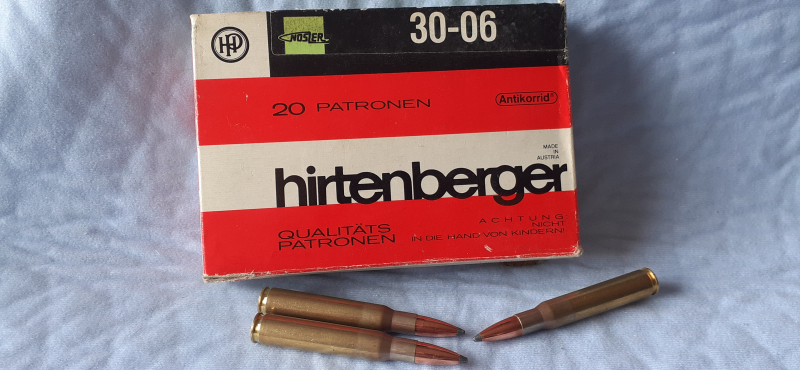 HP
NOSLER
30-06
20 PATRONEN
Antikorrid®
MADE
IN
AUSTRIA
hirtenberger
QUALITÄTS
PATRONEN
ACHTUNG
NICHT
IN DIE HAND VON KINDERN!